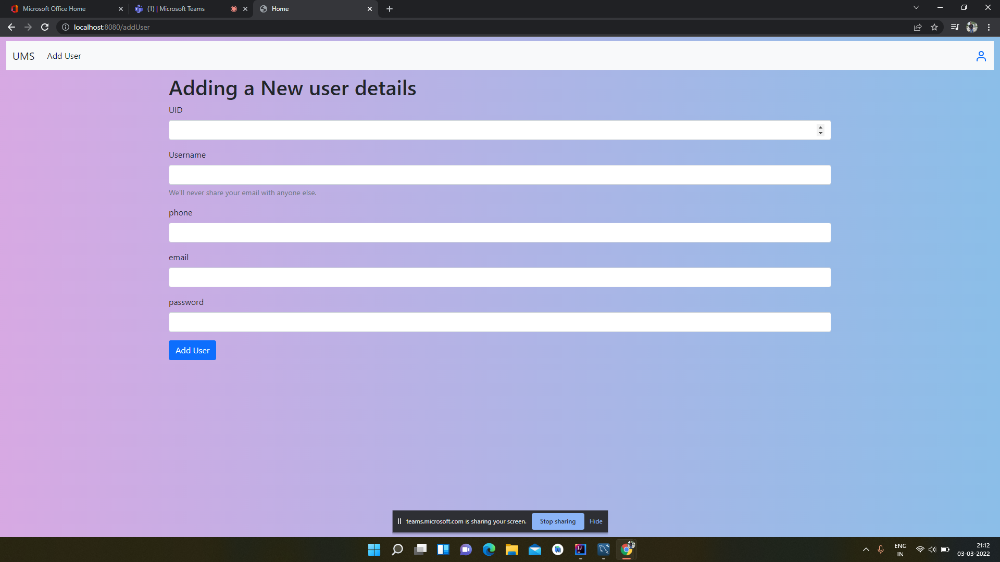 Microsoft Office Home
(1) | Microsoft Teams
Home
localhost:8080/addUser
UMS
Add User
Adding a New user details
UID
Username
We'll never share your email with anyone else.
phone
email
password
Add User
teams.microsoft.com is sharing your screen.
Stop sharing
Hide
ENG
IN
21:12
03-03-2022